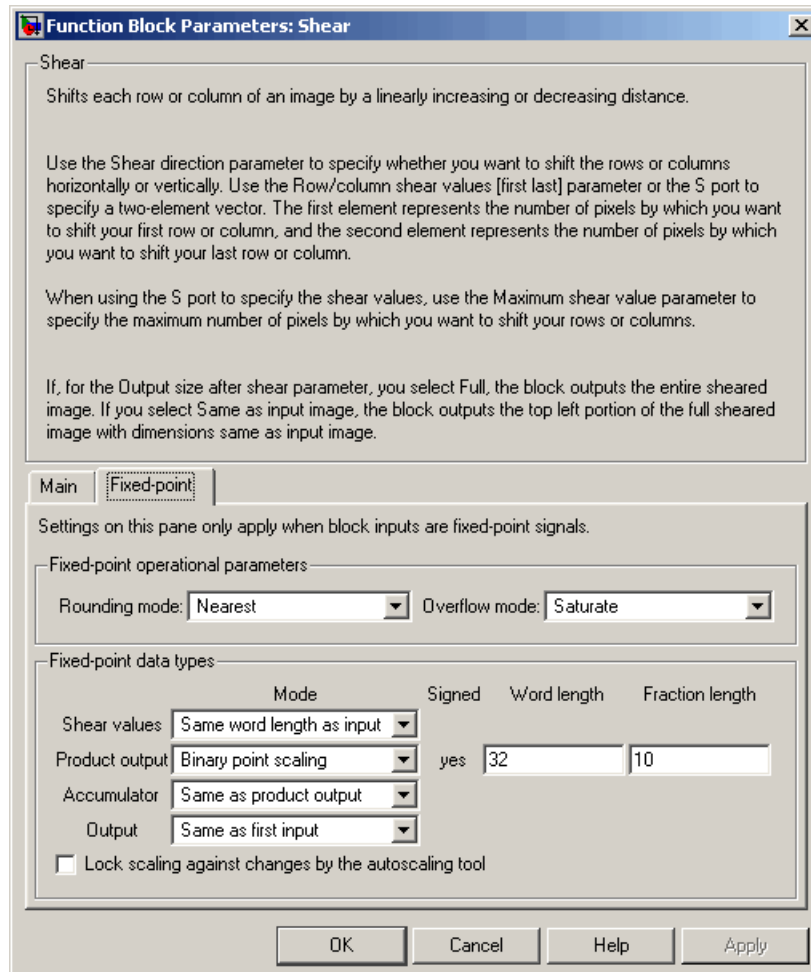 Function Block Parameters: Shear
Shear
Shifts each row or column of an image by a linearly increasing or decreasing distance.
Use the Shear direction parameter to specify whether you want to shift the rows or columns
horizontally or vertically. Use the Row/column shear values [first last] parameter or the S port to
specify a two-element vector. The first element represents the number of pixels by which you want
to shift your first row or column, and the second element represents the number of pixels by which
you want to shift your last row or column.
When using the S port to specify the shear values, use the Maximum shear value parameter to
specify the maximum number of pixels by which you want to shift your rows or columns.
If, for the Output size after shear parameter, you select Full, the block outputs the entire sheared
image. If you select Same as input image, the block outputs the top left portion of the full sheared
image with dimensions same as input image.
Main Fixed-point
Settings on this pane only apply when block inputs are fixed-point signals.
Fixed-point operational parameters
Rounding mode: Nearest Overflow mode: Saturate
Fixed-point data types
Mode Signed Word length Fraction length
Shear values Same word length as input
Product output Binary point scaling yes 32 10
Accumulator Same as product output
Output Same as first input
Lock scaling against changes by the autoscaling tool
OK Cancel Help Apply